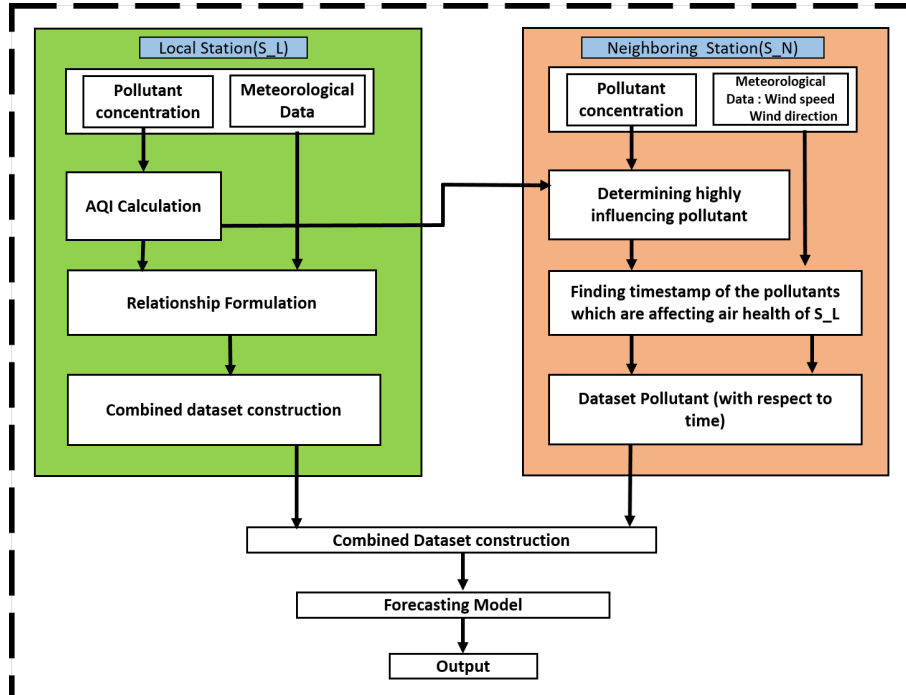 Local Station(S_L)
Pollutant
concentration
Meteorological
Data
AQI Calculation
Relationship Formulation
Combined dataset construction
Neighboring Station(S_N)
Pollutant
concentration
Meteorological
Data : Wind speed
Wind direction
Determining highly
influencing pollutant
Finding timestamp of the pollutants
which are affecting air health of S_L
Dataset Pollutant (with respect to
time)
Combined Dataset construction
Forecasting Model
Output